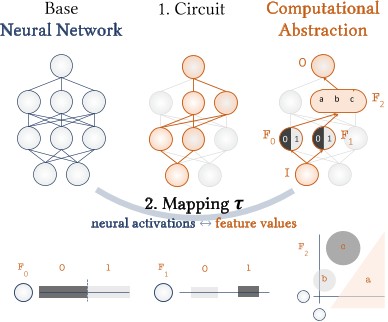 Base
Neural Network
1. Circuit
Computational
Abstraction
O
a b c
F2
F0
0 1
0 1
F1
I
2. Mapping τ
neural activations ↔ feature values
F0
0 1
F1
0 1
F2
c
b
a